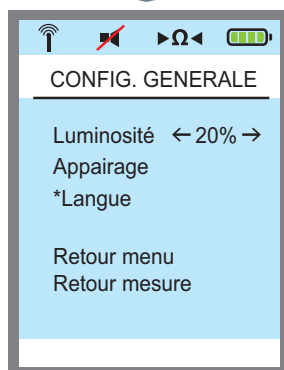 ►Ω◄
CONFIG. GENERALE
Luminosité ←20%→
Appairage
*Langue
Retour menu
Retour mesure